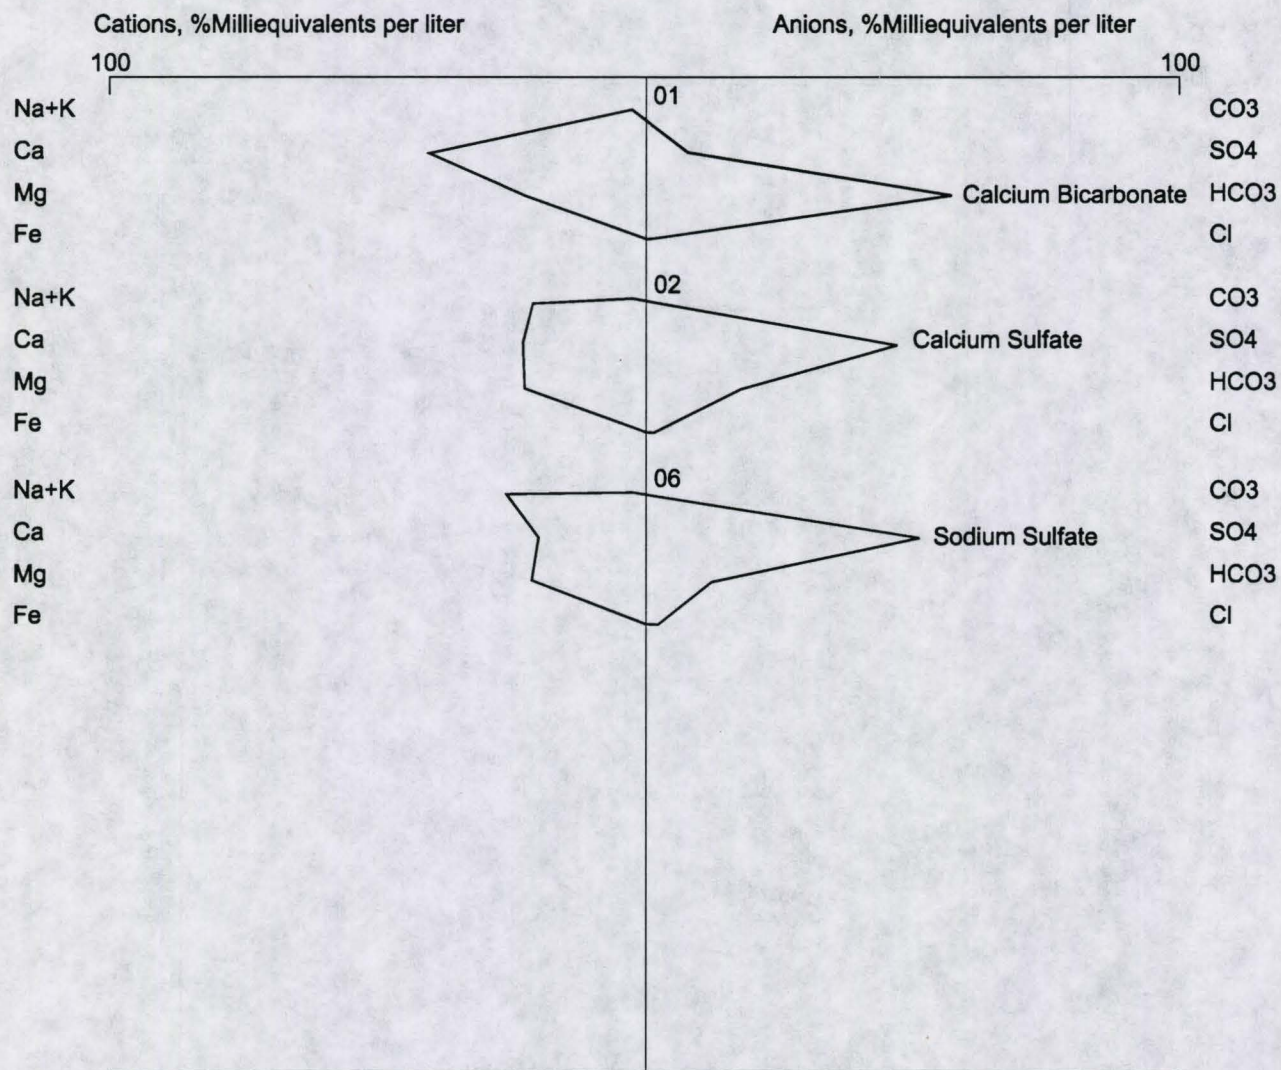 Cations, %Milliequivalents per liter Anions, %Milliequivalents per liter
100 100
Na+K 01 CO3
Ca SO4
Mg Calcium Bicarbonate HCO3
Fe Cl
Na+K 02 CO3
Ca Calcium Sulfate SO4
Mg HCO3
Fe Cl
Na+K 06 CO3
Ca Sodium Sulfate SO4
Mg HCO3
Fe Cl